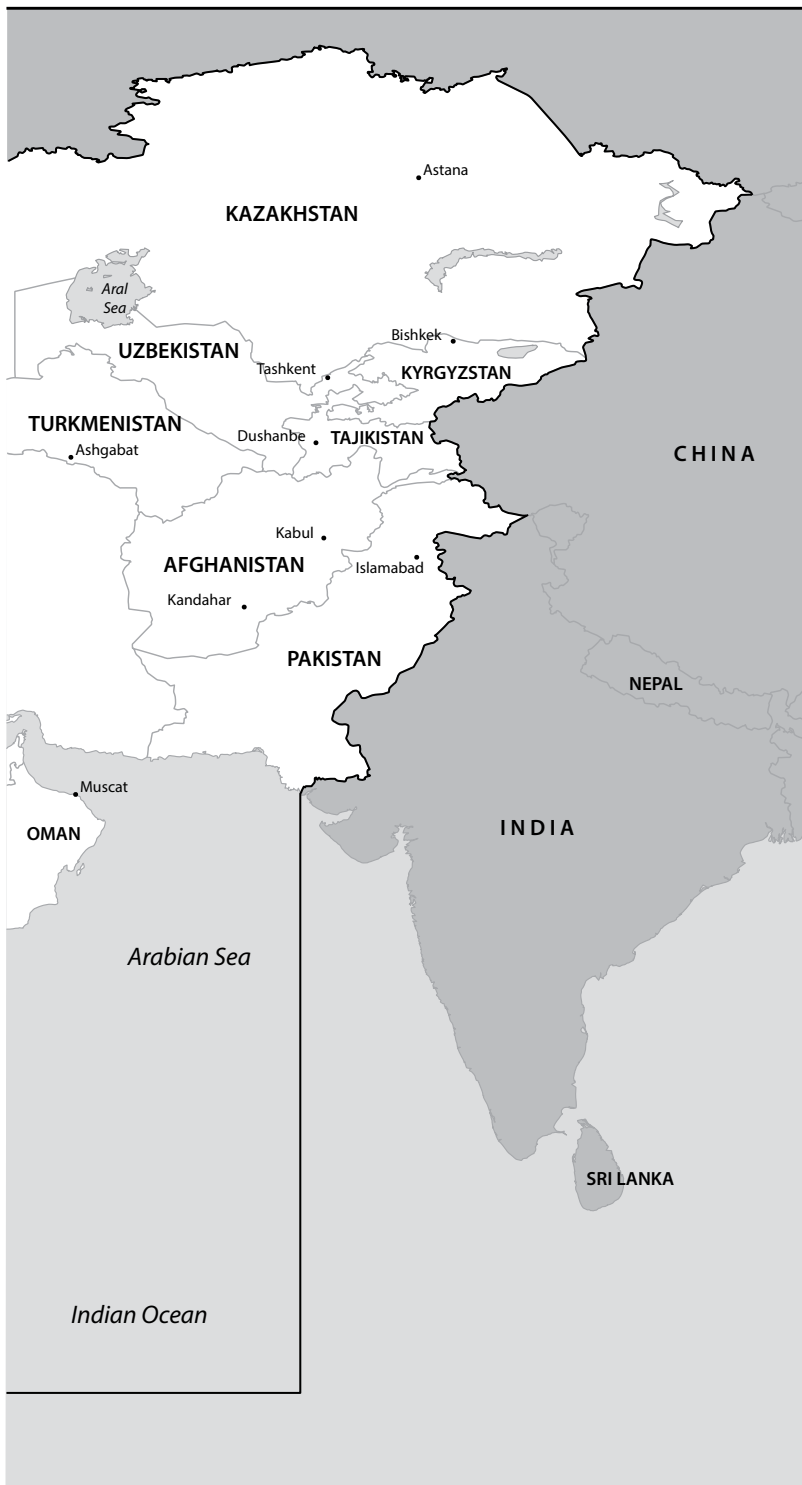 Astana
KAZAKHSTAN
Aral
Sea
Bishkek
UZBEKISTAN
Tashkent
KYRGYZSTAN
TURKMENISTAN
Dushanbe
TAJIKISTAN
Ashgabat
CHINA
Kabul
AFGHANISTAN
Islamabad
Kandahar
PAKISTAN
NEPAL
Muscat
OMAN
INDIA
Arabian Sea
SRI LANKA
Indian Ocean